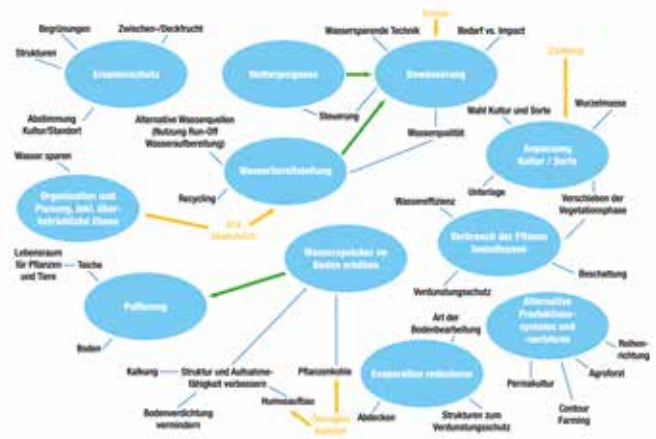 Begrünungen
Zwischen-/Deckfrucht
Strukturen
Erosionsschutz
Abstimmung
Kultur/Standort
Wetterprognosen
Steuerung
Wassersparende Technik
Bedarf vs. Impact
Bewässerung
Wasserqualität
Alternative Wasserquellen
(Nutzung Run-Off
Wasseraufbereitung)
Wasserbereitstellung
Recycling
Wahl Kultur und Sorte
Wurzelmasse
Anpassung
Kultur / Sorte
Unterlage
Verschieben der
Vegetationsphase
Wasser sparen
Organisation und
Planung, inkl. über-
betriebliche Ebene
Wassereffizienz
Verbrauch der Pflanze
beeinflussen
Beschattung
Verdunstungsschutz
Lebensraum
für Pflanzen
und Tiere
Teiche
Pufferung
Boden
Wasserspeicher im
Boden erhöhen
Kalkung
Struktur und Aufnahme-
fähigkeit verbessern
Bodenverdichtung
vermindern
Humusaufbau
Pflanzenkohle
Art der
Bodenbearbeitung
Evaporation reduzieren
Abdecken
Strukturen zum
Verdunstungsschutz
Alternative
Produktions-
systeme und
Reihen-
richtung
Agroforst
Permakultur
Contour
Farming